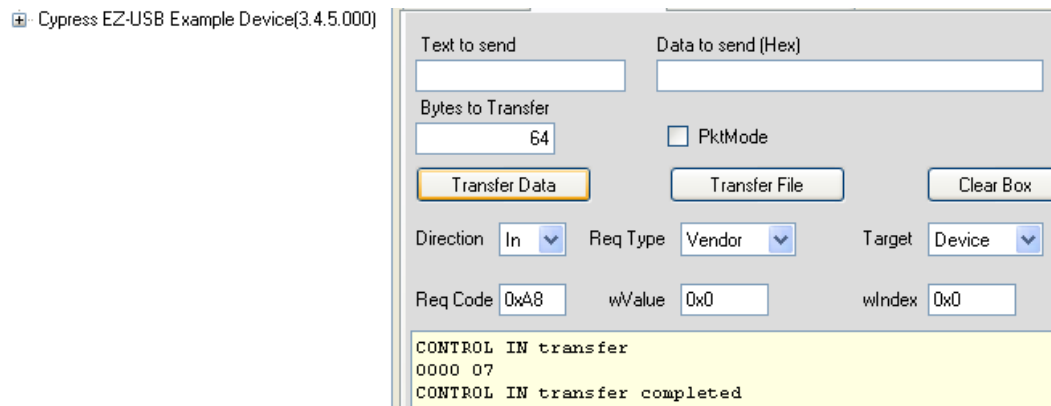 Cypress EZ-USB Example Device(3.4.5.000)
Text to send Data to send (Hex)
Bytes to Transfer
64 PktMode
Transfer Data Transfer File Clear Box
Direction In Req Type Vendor Target Device
Req Code 0xA8 wValue 0x0 wIndex 0x0
CONTROL IN transfer
0000 07
CONTROL IN transfer completed